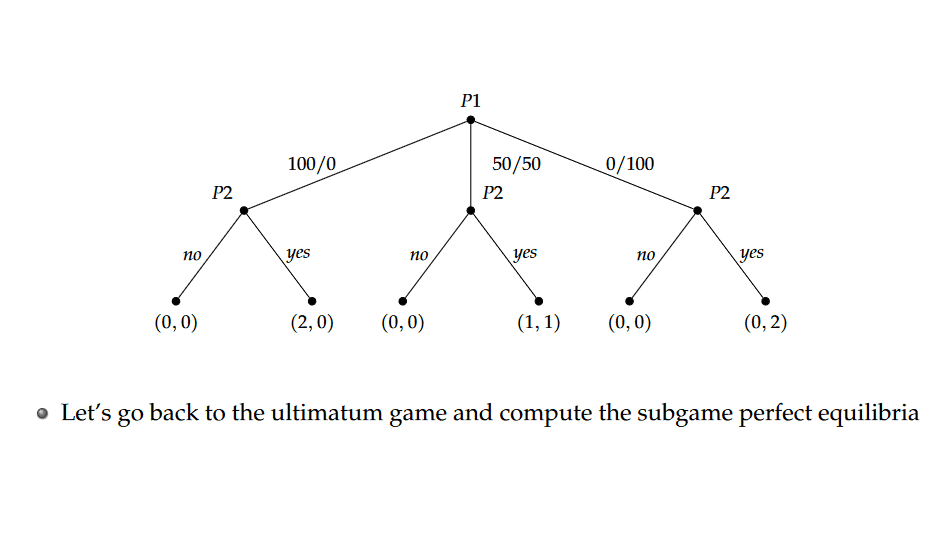 P1
100/0 50/50 0/100
P2 P2 P2
no yes no yes no yes
(0, 0) (2, 0) (0, 0) (1, 1) (0, 0) (0, 2)
Let's go back to the ultimatum game and compute the subgame perfect equilibria